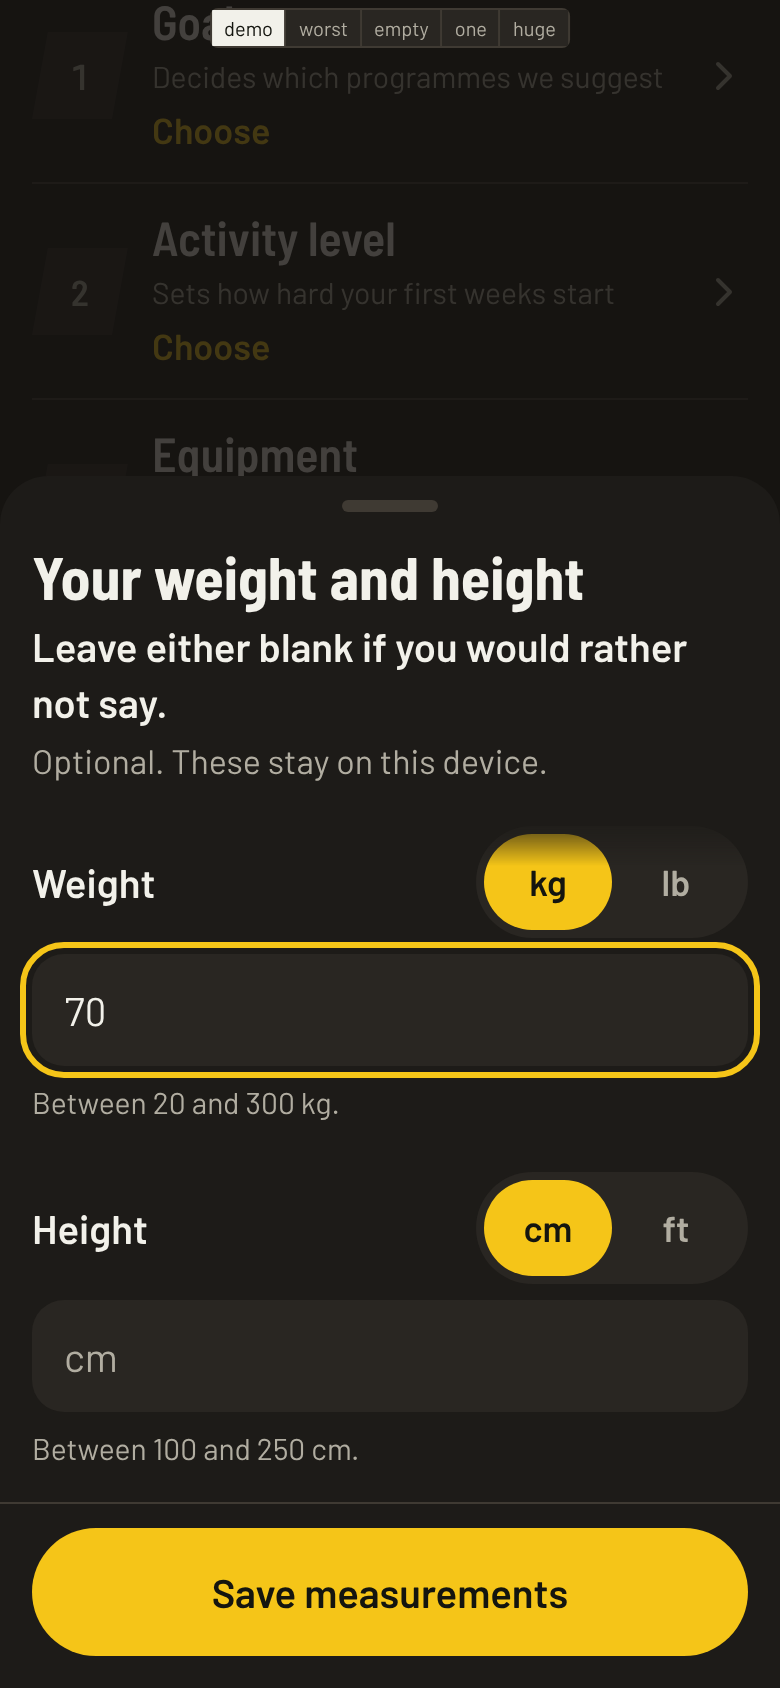 demo worst empty one huge
1
Decides which programmes we suggest
Choose
Activity level
2
Sets how hard your first weeks start
Choose
Equipment
Your weight and height
Leave either blank if you would rather
not say.
Optional. These stay on this device.
Weight
kg lb
70
Between 20 and 300 kg.
Height
cm ft
cm
Between 100 and 250 cm.
Save measurements